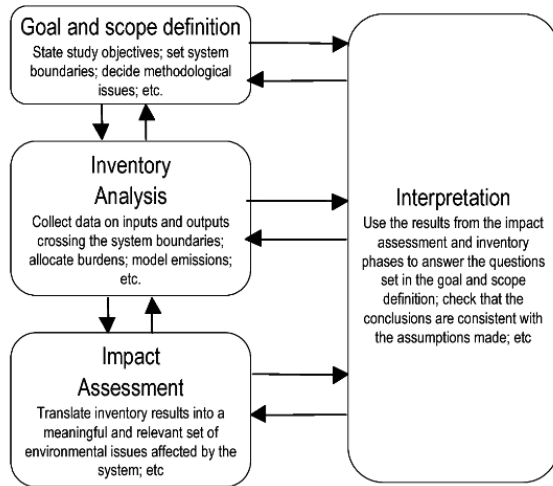 Goal and scope definition
State study objectives; set system
boundaries; decide methodological
issues; etc.
Inventory
Analysis
Collect data on inputs and outputs
crossing the system boundaries;
allocate burdens; model emissions;
etc.
Impact
Assessment
Translate inventory results into a
meaningful and relevant set of
environmental issues affected by the
system; etc
Interpretation
Use the results from the impact
assessment and inventory
phases to answer the questions
set in the goal and scope
definition; check that the
conclusions are consistent with
the assumptions made; etc